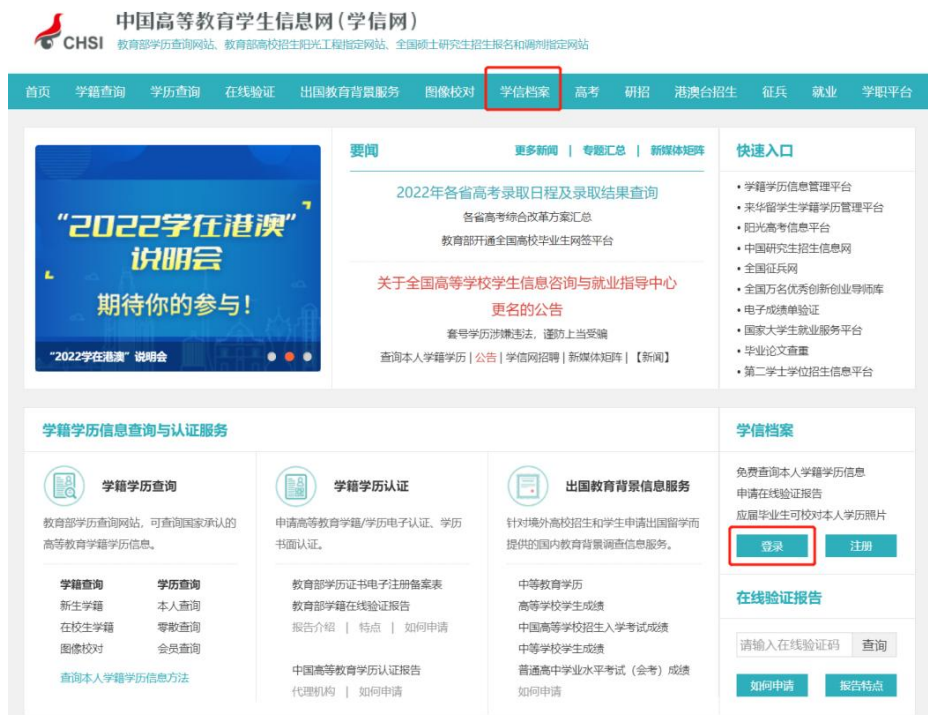 中国高等教育学生信息网(学信网)
CHSI 教育部学历查询网站、教育部高校招生阳光工程指定网站、全国硕士研究生招生报名和调剂指定网站
首页 学籍查询 学历查询 在线验证 出国教育背景服务 图像校对 学信档案 高考 研招 港澳台招生 征兵 就业 学职平台
“2022学在港澳”
说明会
期待你的参与!
“2022学在港澳”说明会
要闻 更多新闻 | 专题汇总 | 新媒体矩阵
2022年各省高考录取日程及录取结果查询
各省高考综合改革方案汇总
教育部开通全国高校毕业生网签平台
关于全国高等学校学生信息咨询与就业指导中心
更名的公告
套号学历涉嫌违法,谨防上当受骗
查询本人学籍学历 | 公告 | 学信网招聘 | 新媒体矩阵 | 【新闻】
快速入口
• 学籍学历信息管理平台
• 来华留学生学籍学历管理平台
• 阳光高考信息平台
• 中国研究生招生信息网
• 全国征兵网
• 全国万名优秀创新创业导师库
• 电子成绩单验证
• 国家大学生就业服务平台
• 毕业论文查重
• 第二学士学位招生信息平台
学籍学历信息查询与认证服务
学籍学历查询
教育部学历查询网站,可查询国家承认的
高等教育学籍学历信息。
学籍查询 学历查询
新生学籍 本人查询
在校生学籍 零散查询
图像校对 会员查询
查询本人学籍学历信息方法
学籍学历认证
申请高等教育学籍/学历电子认证、学历
书面认证。
教育部学历证书电子注册备案表
教育部学籍在线验证报告
报告介绍 | 特点 | 如何申请
中国高等教育学历认证报告
代理机构 | 如何申请
出国教育背景信息服务
针对境外高校招生和学生申请出国留学而
提供的国内教育背景调查信息服务。
中等教育学历
高等学校学生成绩
中国高等学校招生入学考试成绩
中等学校学生成绩
普通高中学业水平考试(会考)成绩
如何申请
学信档案
免费查询本人学籍学历信息
申请在线验证报告
应届毕业生可校对本人学历照片
登录 注册
在线验证报告
请输入在线验证码 查询
如何申请 报告特点